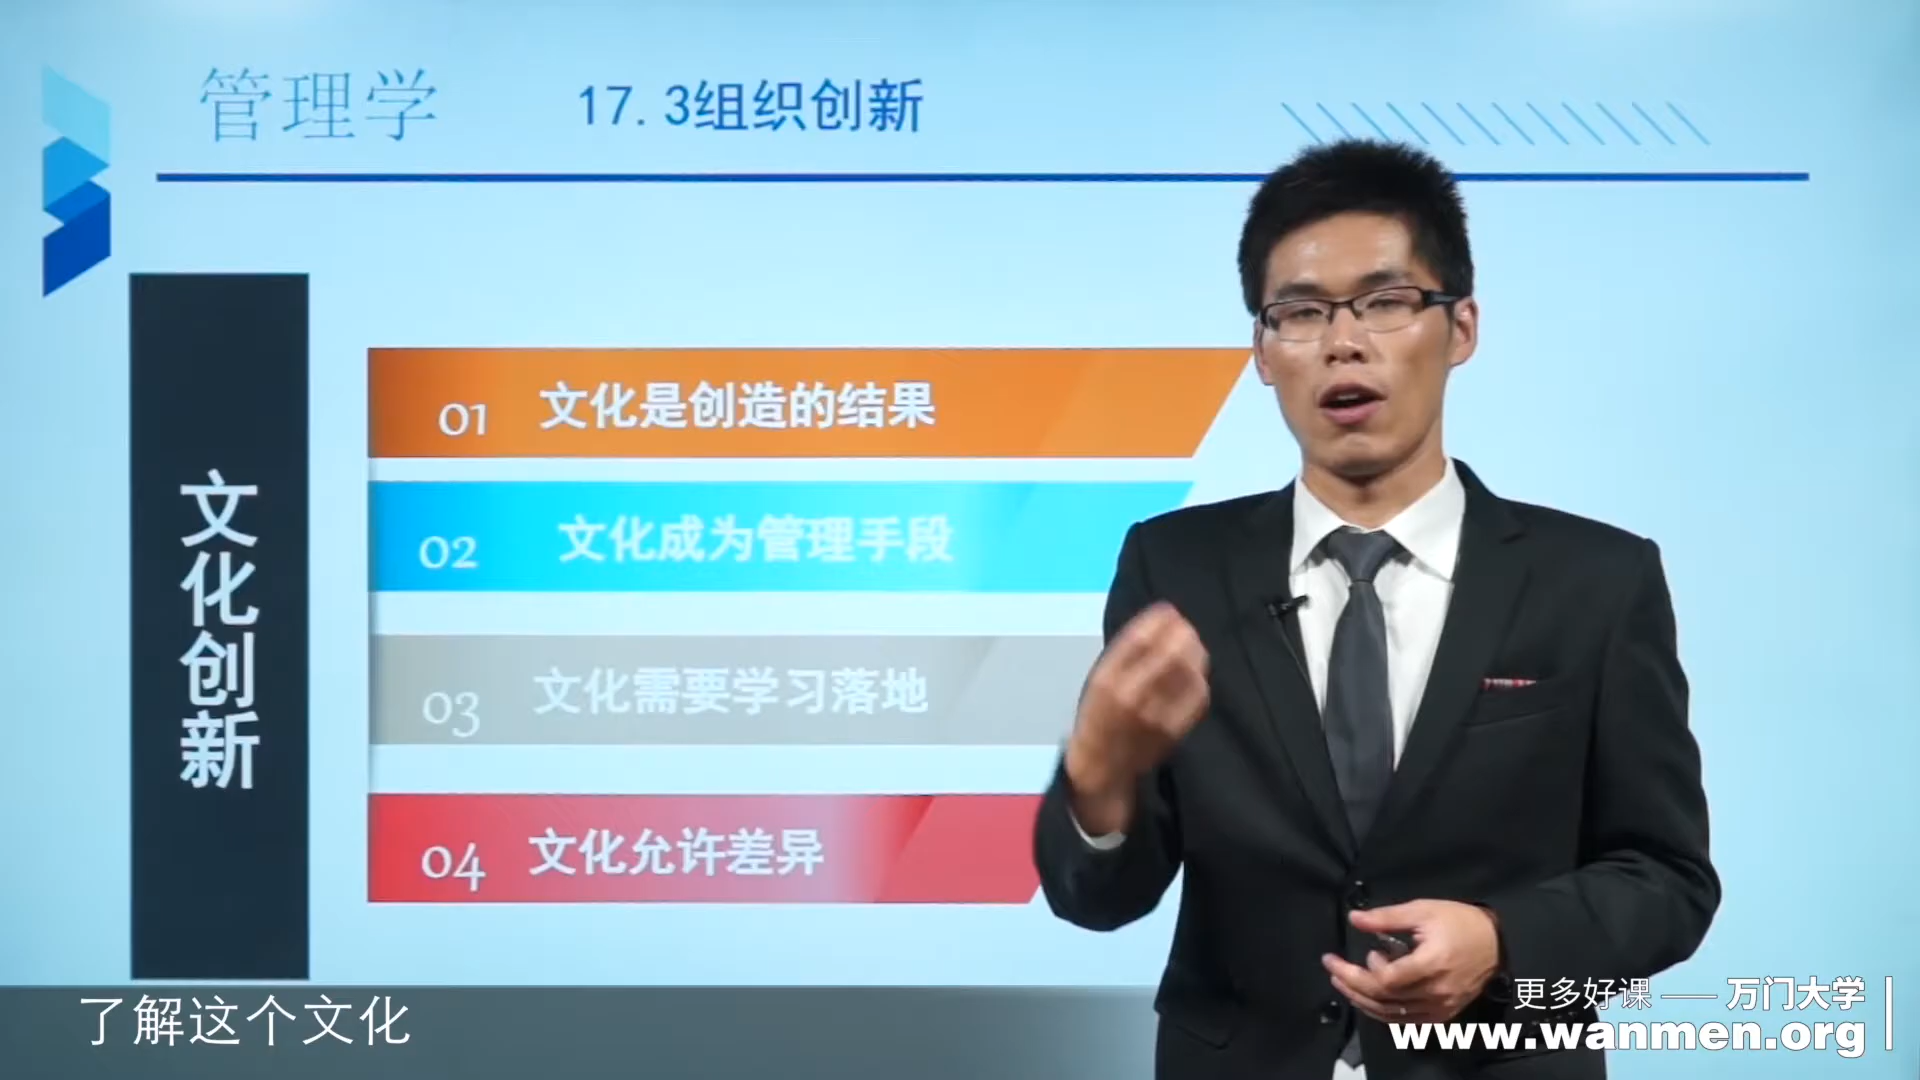 管理学
17.3组织创新
文化创新
01 文化是创造的结果
02 文化成为管理手段
03 文化需要学习落地
04 文化允许差异
了解这个文化
更多好课 —— 万门大学
www.wanmen.org